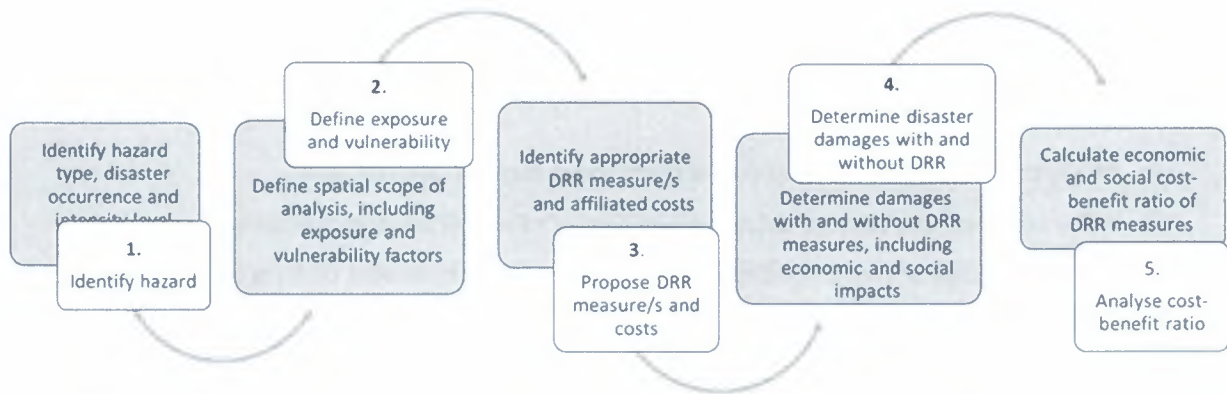 Identify hazard
type, disaster
occurrence and
intensity level
1.
Identify hazard
2.
Define exposure
and vulnerability
Define spatial scope of
analysis, including
exposure and
vulnerability factors
Identify appropriate
DRR measure/s
and affiliated costs
3.
Propose DRR
measure/s and
costs
4.
Determine disaster
damages with and
without DRR
Determine damages
with and without DRR
measures, including
economic and social
impacts
Calculate economic
and social cost-
benefit ratio of
DRR measures
5.
Analyse cost-
benefit ratio